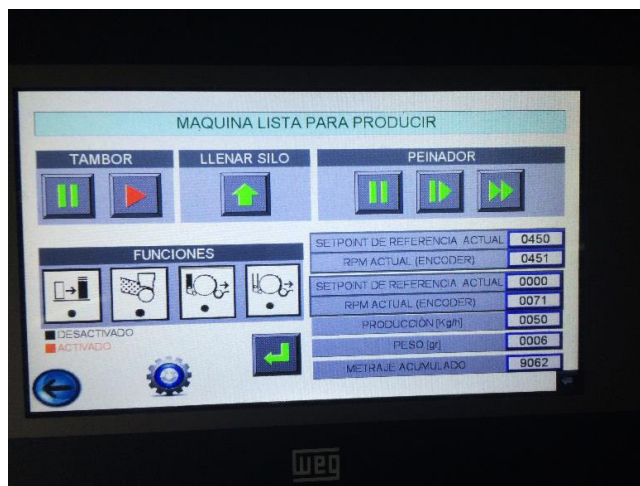 MAQUINA LISTA PARA PRODUCIR
TAMBOR
LLENAR SILO
PEINADOR
FUNCIONES
DESACTIVADO
ACTIVADO
SETPOINT DE REFERENCIA ACTUAL 0450
RPM ACTUAL (ENCODER) 0451
SETPOINT DE REFERENCIA ACTUAL 0000
RPM ACTUAL (ENCODER) 0071
PRODUCCIÓN [Kg/h] 0050
PESO [gr] 0006
METRAJE ACUMULADO 9062
weg